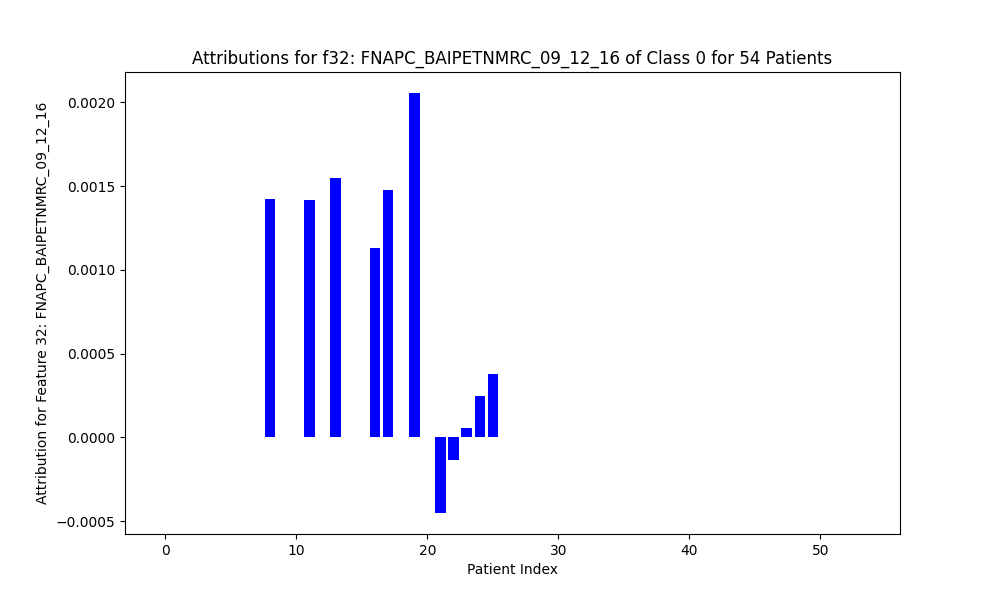 Attributions for f32: FNAPC_BAIPETNMRC_09_12_16 of Class 0 for 54 Patients
Attribution for Feature 32: FNAPC_BAIPETNMRC_09_12_16
0.0020
0.0015
0.0010
0.0005
0.0000
−0.0005
0 10 20 30 40 50
Patient Index